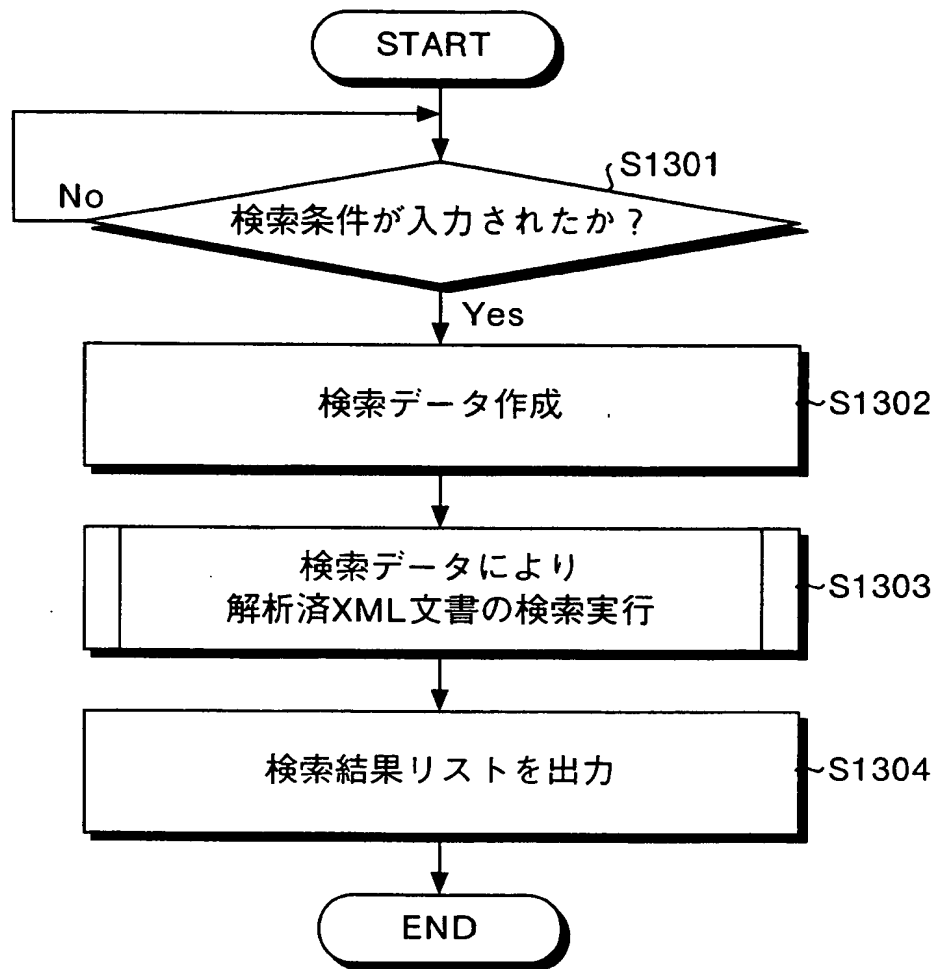 START
S1301
No
検索条件が入力されたか？
Yes
検索データ作成
S1302
検索データにより
解析済XML文書の検索実行
S1303
検索結果リストを出力
S1304
END